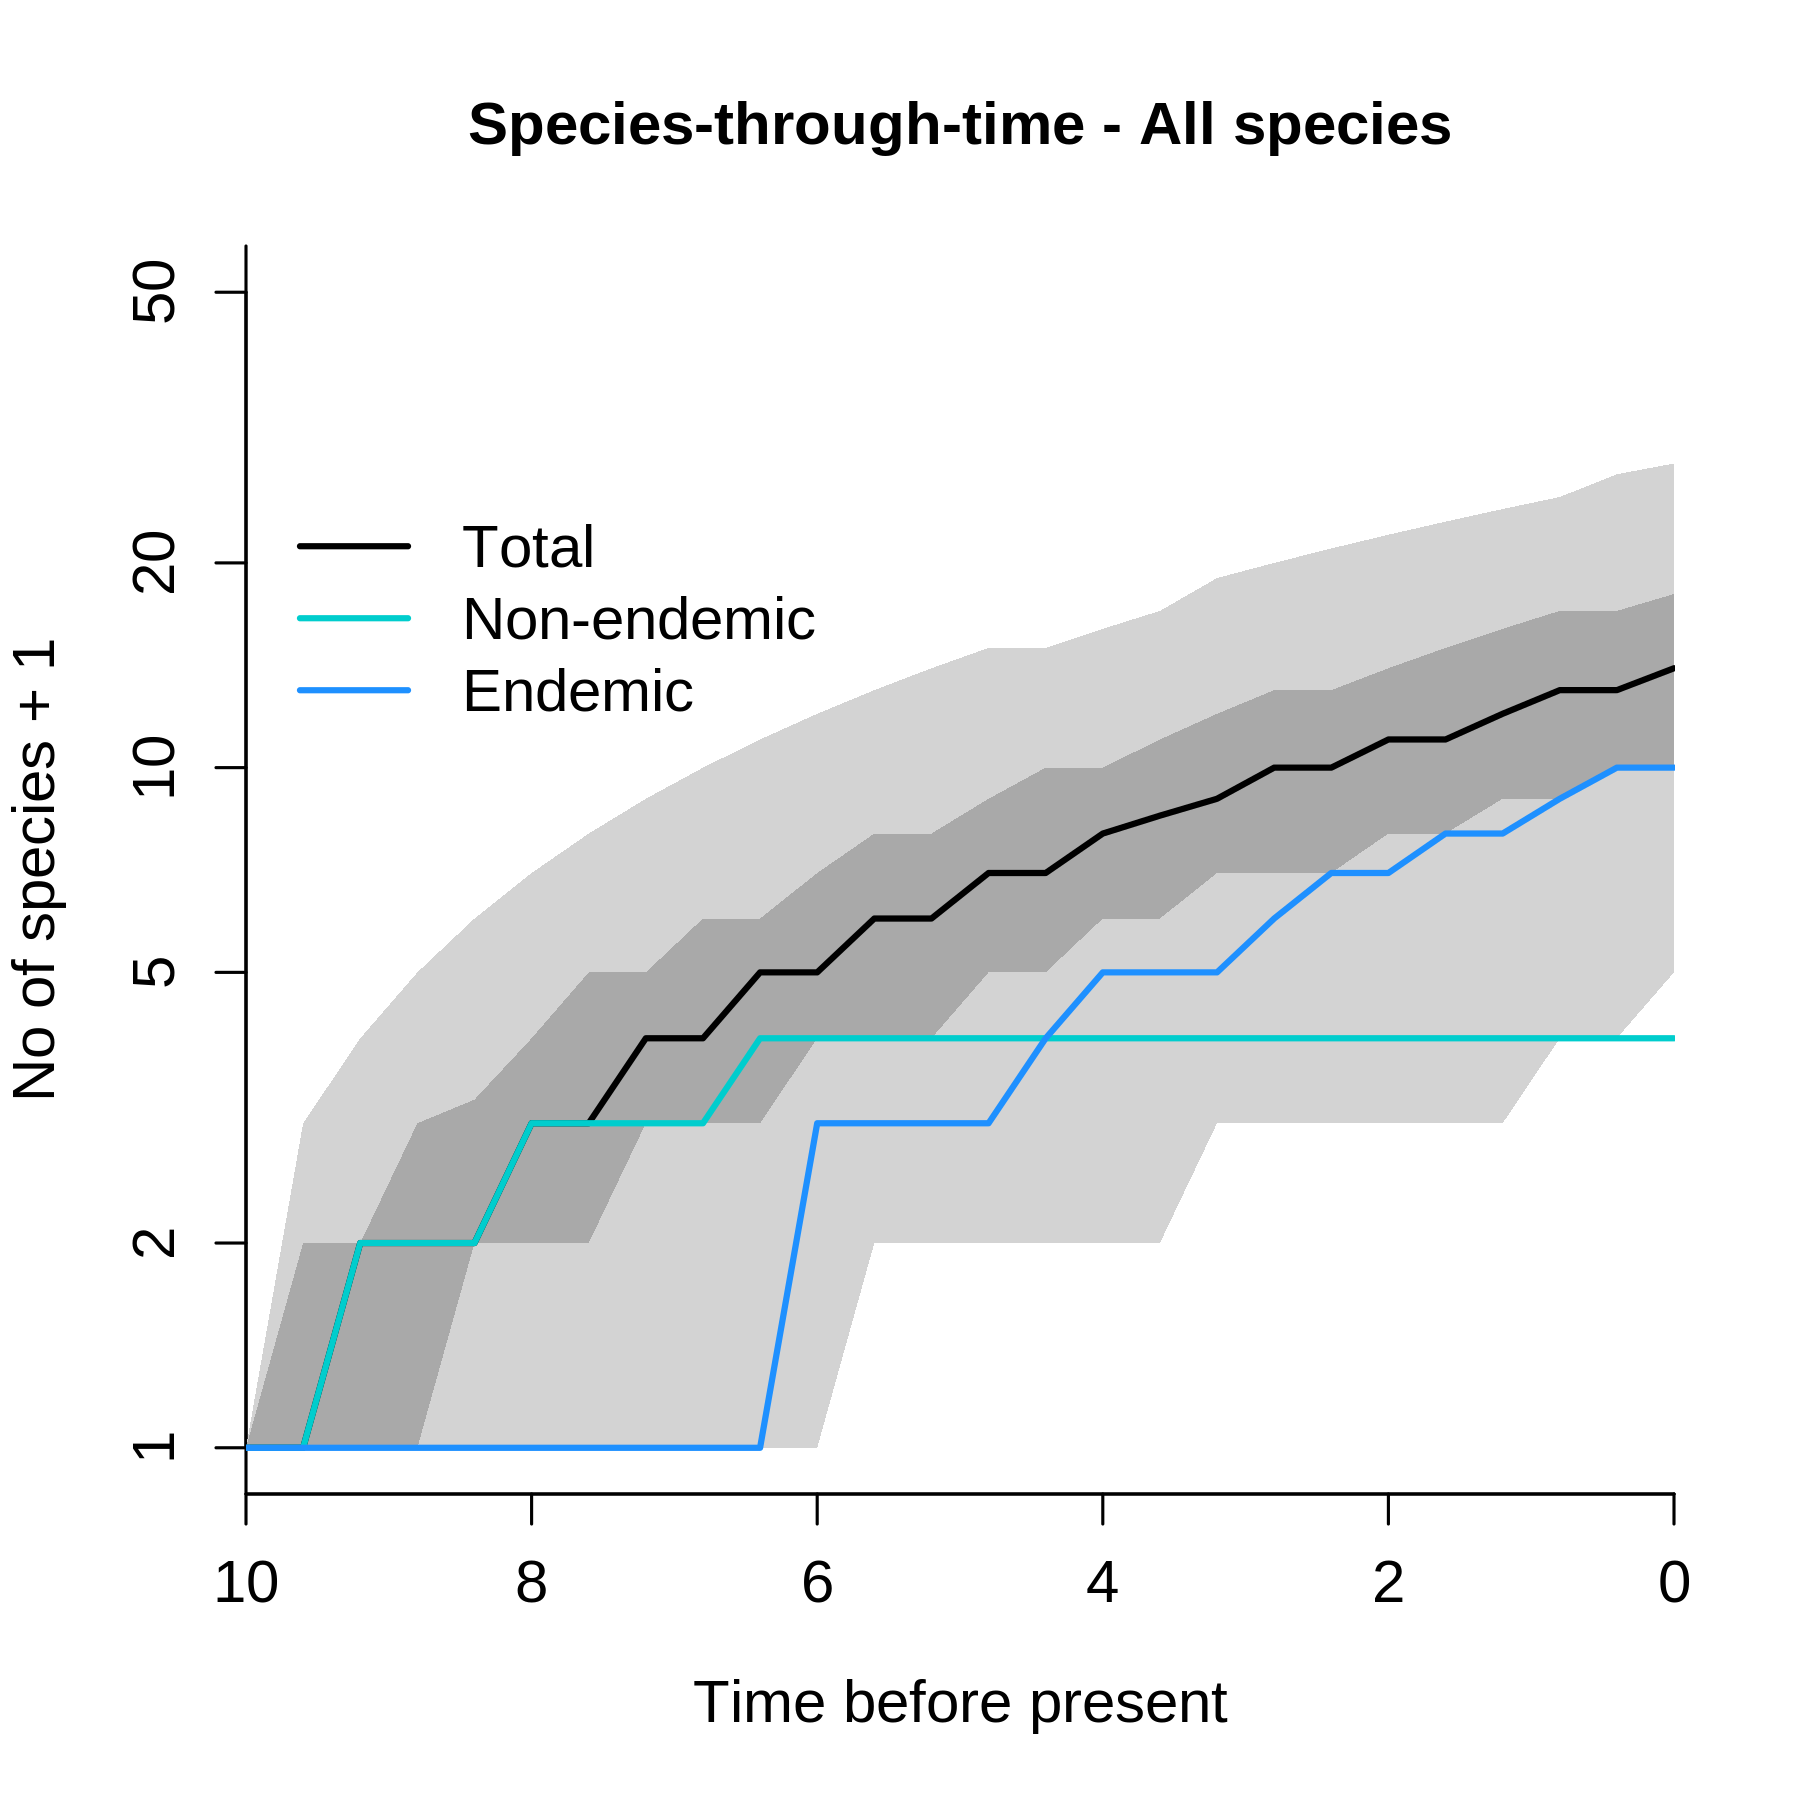 Species-through-time - All species
50
20
10
5
2
1
No of species + 1
Total
Non-endemic
Endemic
10 8 6 4 2 0
Time before present